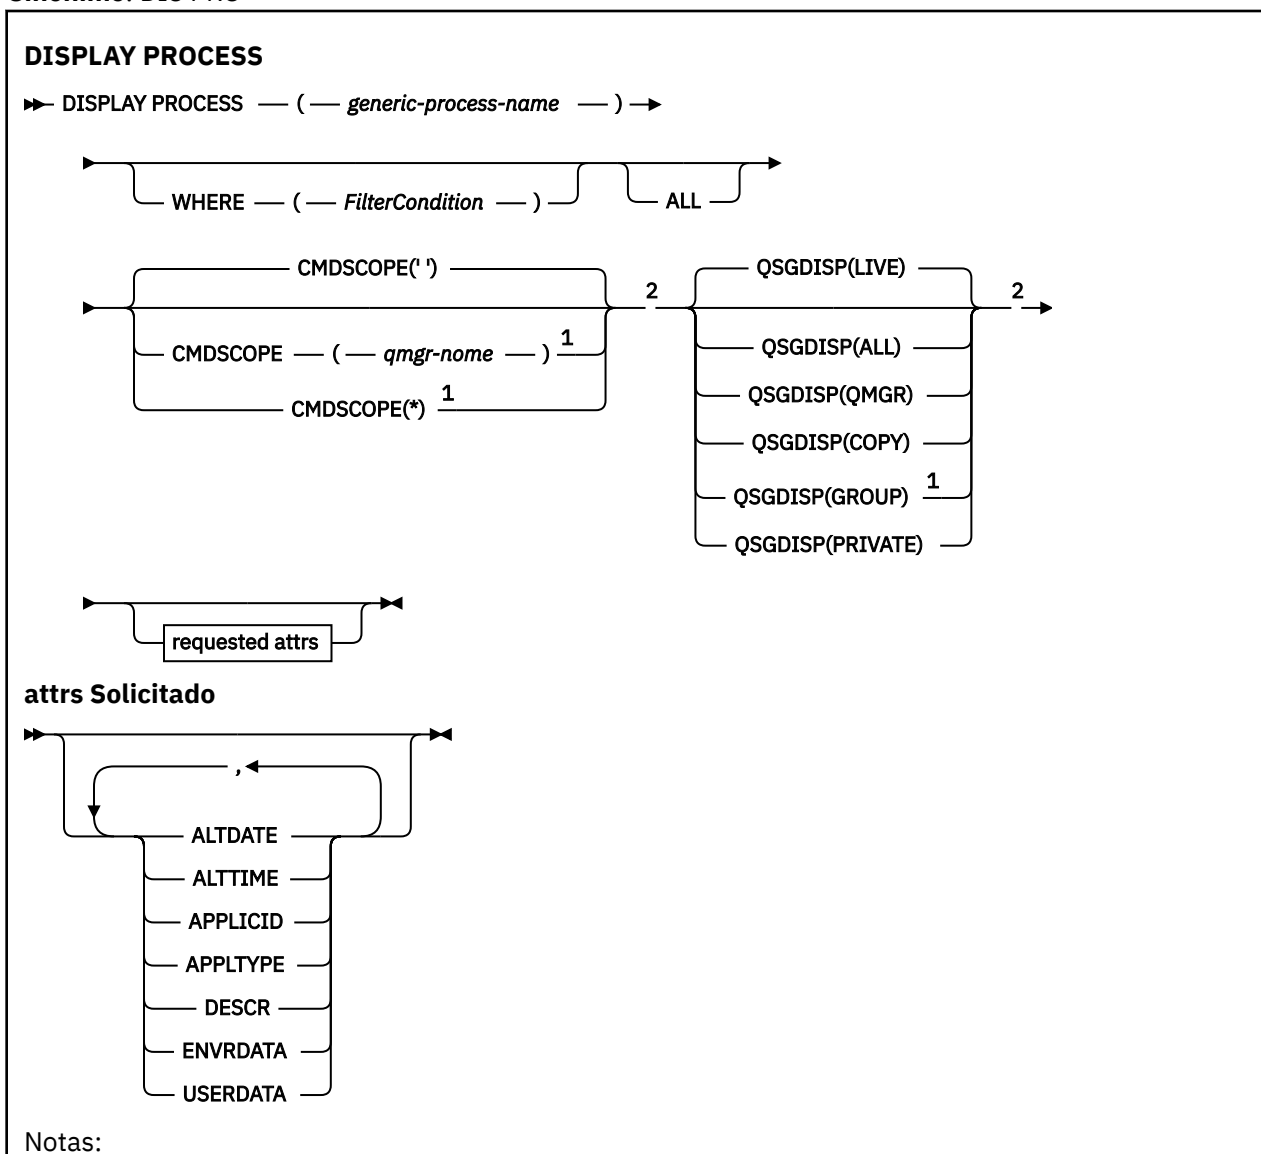 DISPLAY PROCESS
DISPLAY PROCESS ( generic-process-name )
WHERE ( FilterCondition ) ALL
CMDSCOPE(' ') QSGDISP(LIVE)
2 2
CMDSCOPE ( qmgr-nome ) 1 QSGDISP(ALL)
QSGDISP(QMGR)
CMDSCOPE(*) 1
QSGDISP(COPY)
QSGDISP(GROUP) 1
QSGDISP(PRIVATE)
requested attrs
attrs Solicitado
,
ALTDATE
ALTTIME
APPLICID
APPLTYPE
DESCR
ENVRDATA
USERDATA
Notas: